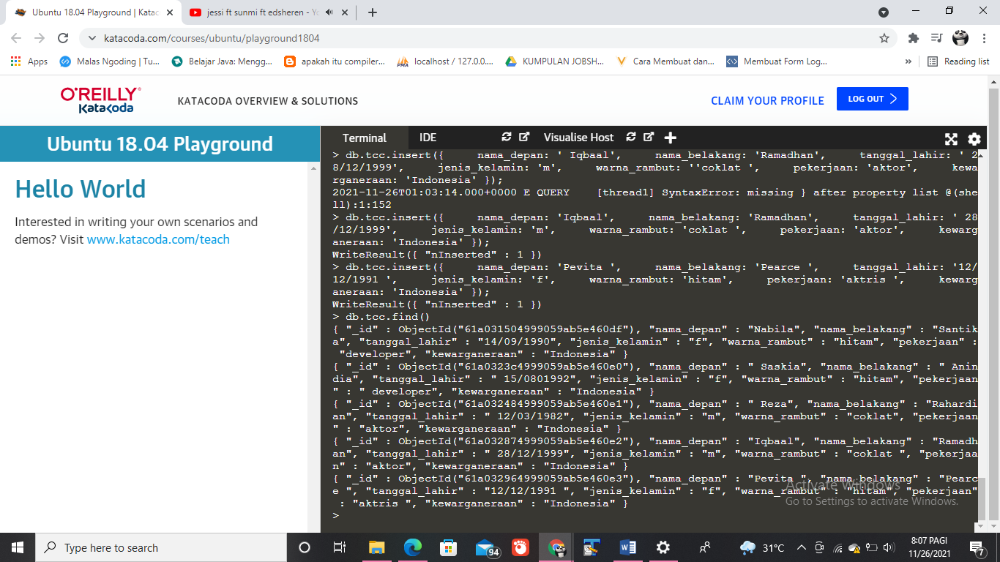 Ubuntu 18.04 Playground | Katac
jessi ft sunmi ft edsheren - Yo
katacoda.com/courses/ubuntu/playground1804
Apps
Malas Ngoding | Tu...
Belajar Java: Mengg...
apakah itu compiler...
localhost / 127.0.0....
KUMPULAN JOBSH...
Cara Membuat dan...
Membuat Form Log...
»
Reading list
O'REILLY
Katacoda
KATACODA OVERVIEW & SOLUTIONS
CLAIM YOUR PROFILE
LOG OUT
Ubuntu 18.04 Playground
Terminal
IDE
Visualise Host
Hello World
Interested in writing your own scenarios and
demos? Visit www.katacoda.com/teach
> db.tcc.insert({     nama_depan: ' Iqbaal',     nama_belakang: 'Ramadhan',     tanggal_lahir: ' 2
8/12/1999',     jenis_kelamin: 'm',     warna_rambut: ''coklat ',     pekerjaan: 'aktor',     kewa
rganeraan: 'Indonesia' });
2021-11-26T01:03:14.000+0000 E QUERY    [thread1] SyntaxError: missing } after property list @(she
ll):1:152
> db.tcc.insert({     nama_depan: 'Iqbaal',     nama_belakang: 'Ramadhan',     tanggal_lahir: ' 28
/12/1999',     jenis_kelamin: 'm',     warna_rambut: 'coklat ',     pekerjaan: 'aktor',     kewarg
aneraan: 'Indonesia' });
WriteResult({ "nInserted" : 1 })
> db.tcc.insert({     nama_depan: 'Pevita ',     nama_belakang: 'Pearce ',     tanggal_lahir: '12/
12/1991 ',     jenis_kelamin: 'f',     warna_rambut: 'hitam',     pekerjaan: 'aktris ',     kewarg
aneraan: 'Indonesia' });
WriteResult({ "nInserted" : 1 })
> db.tcc.find()
{ "_id" : ObjectId("61a031504999059ab5e460df"), "nama_depan" : "Nabila", "nama_belakang" : "Santik
a", "tanggal_lahir" : "14/09/1990", "jenis_kelamin" : "f", "warna_rambut" : "hitam", "pekerjaan" :
 "developer", "kewarganeraan" : "Indonesia" }
{ "_id" : ObjectId("61a0323c4999059ab5e460e0"), "nama_depan" : " Saskia", "nama_belakang" : " Anin
dia", "tanggal_lahir" : " 15/0801992", "jenis_kelamin" : "f", "warna_rambut" : "hitam", "pekerjaan
" : " developer", "kewarganeraan" : "Indonesia" }
{ "_id" : ObjectId("61a032484999059ab5e460e1"), "nama_depan" : " Reza", "nama_belakang" : "Rahardi
an", "tanggal_lahir" : " 12/03/1982", "jenis_kelamin" : "m", "warna_rambut" : "coklat", "pekerjaan
" : "aktor", "kewarganeraan" : "Indonesia" }
{ "_id" : ObjectId("61a032874999059ab5e460e2"), "nama_depan" : "Iqbaal", "nama_belakang" : "Ramadh
an", "tanggal_lahir" : " 28/12/1999", "jenis_kelamin" : "m", "warna_rambut" : "coklat ", "pekerjaa
n" : "aktor", "kewarganeraan" : "Indonesia" }
{ "_id" : ObjectId("61a032964999059ab5e460e3"), "nama_depan" : "Pevita ", "nama_belakang" : "Pearc
e ", "tanggal_lahir" : "12/12/1991 ", "jenis_kelamin" : "f", "warna_rambut" : "hitam", "pekerjaan"
 : "aktris ", "kewarganeraan" : "Indonesia" }
>
Activate Windows
Go to Settings to activate Windows.
Type here to search
94
31°C
8:07 PAGI
11/26/2021
7